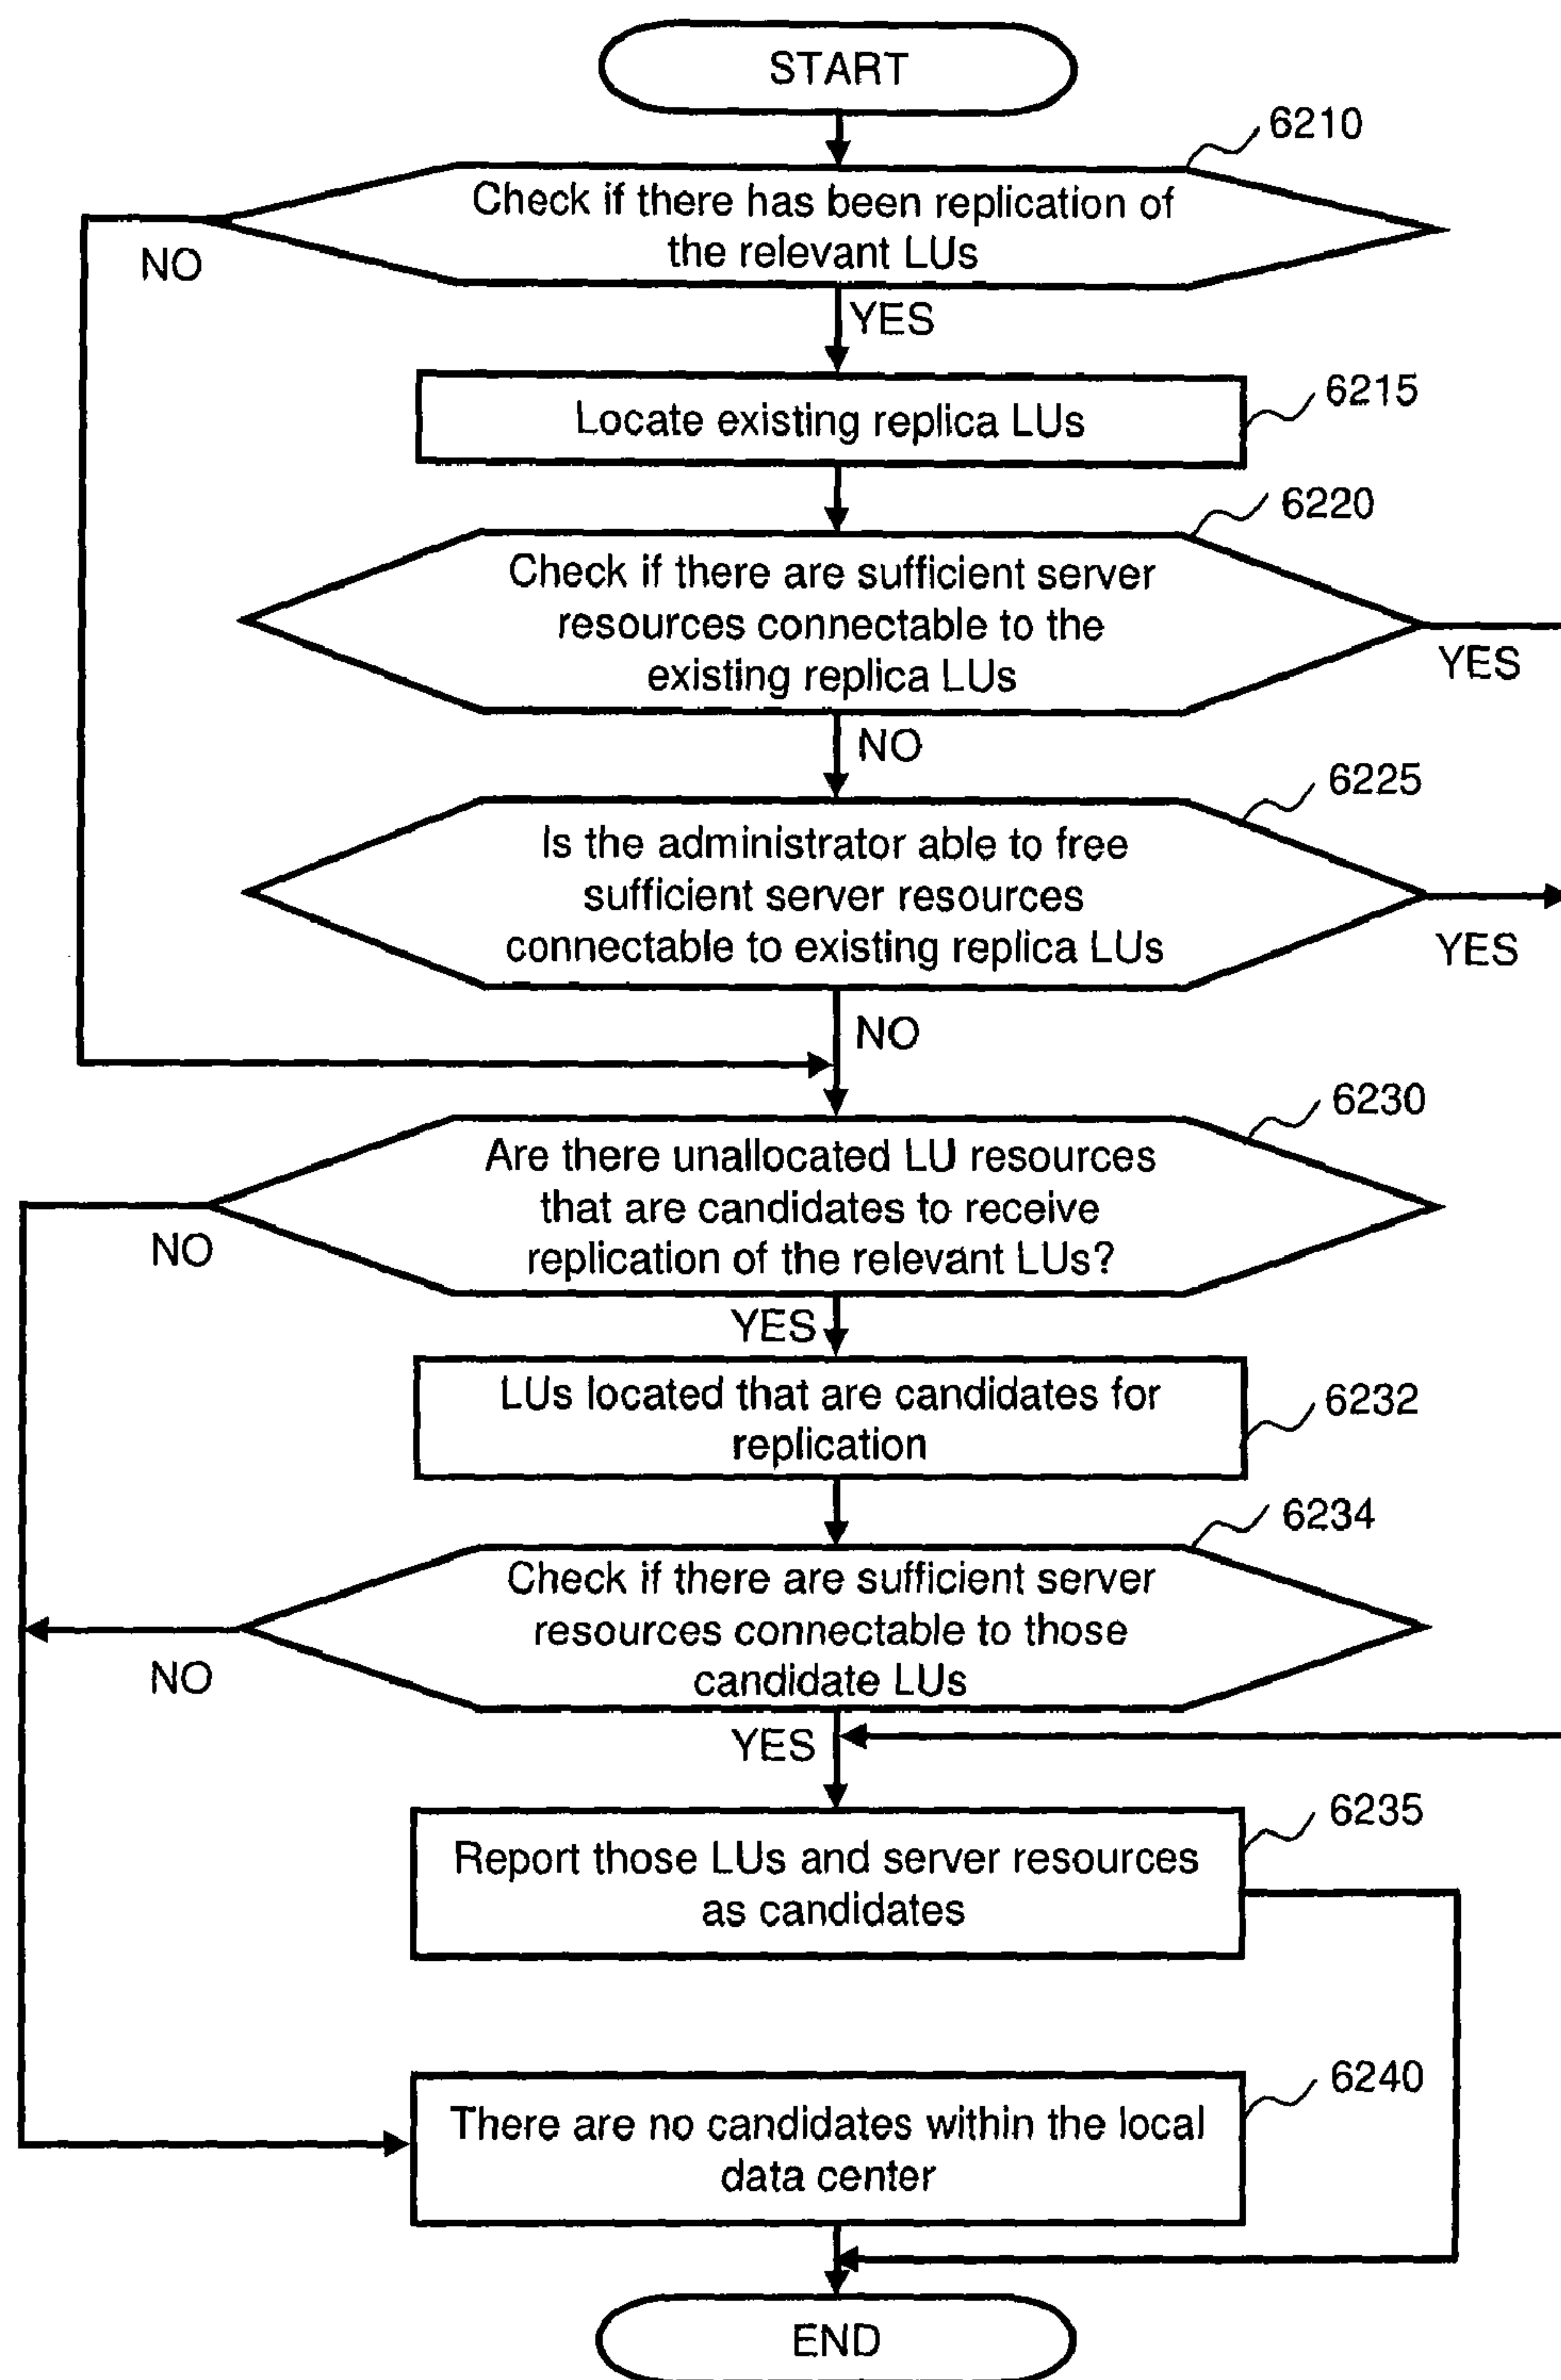 START
6210
Check if there has been replication of
the relevant LUs
NO
YES
6215
Locate existing replica LUs
6220
Check if there are sufficient server
resources connectable to the
existing replica LUs
YES
NO
6225
Is the administrator able to free
sufficient server resources
connectable to existing replica LUs
YES
NO
6230
Are there unallocated LU resources
that are candidates to receive
replication of the relevant LUs?
NO
YES
6232
LUs located that are candidates for
replication
6234
Check if there are sufficient server
resources connectable to those
candidate LUs
NO
YES
6235
Report those LUs and server resources
as candidates
6240
There are no candidates within the local
data center
END